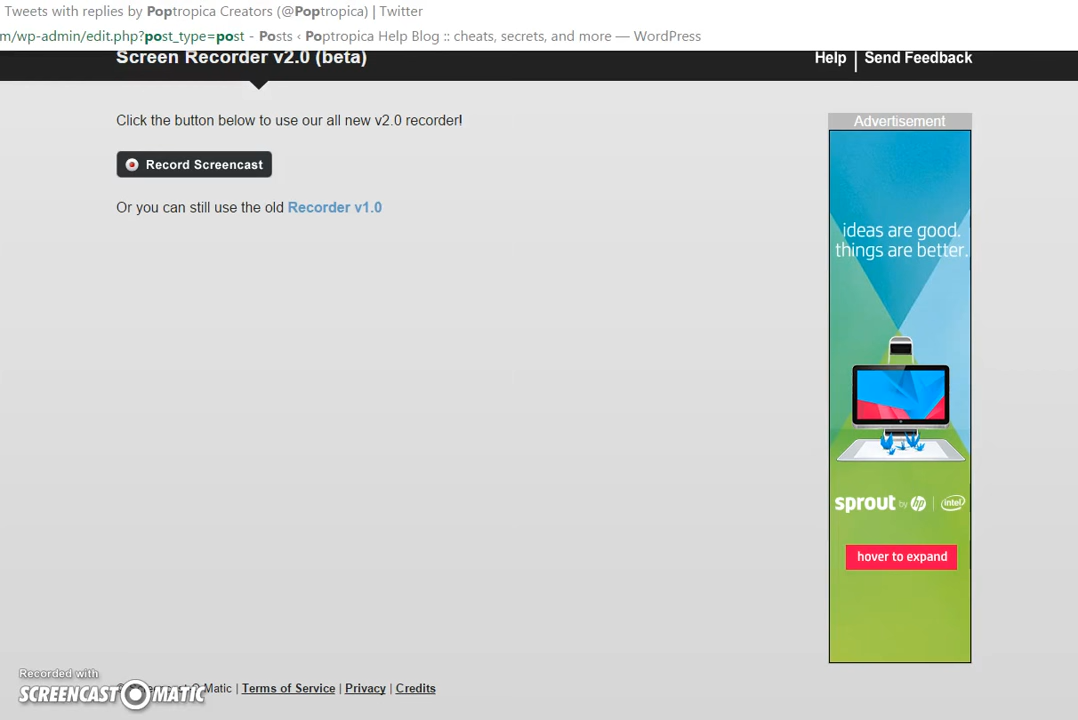 Tweets with replies by Poptropica Creators (@Poptropica) | Twitter
m/wp-admin/edit.php?post_type=post - Posts ‹ Poptropica Help Blog :: cheats, secrets, and more — WordPress
Screen Recorder v2.0 (beta)
Help | Send Feedback
Click the button below to use our all new v2.0 recorder!
Record Screencast
Or you can still use the old Recorder v1.0
Advertisement
ideas are good.
things are better.
sprout by hp | intel
hover to expand
Recorded with
SCREENCAST MATIC
Matic | Terms of Service | Privacy | Credits